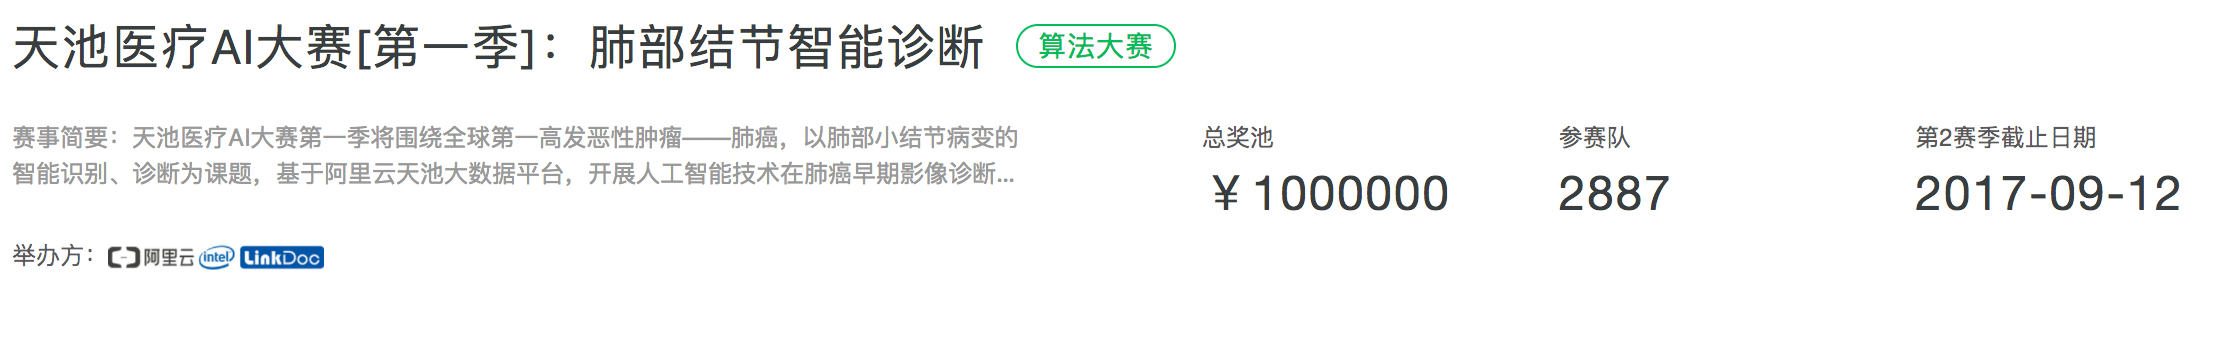 天池医疗AI大赛[第一季]：肺部结节智能诊断 算法大赛
赛事简要：天池医疗AI大赛第一季将围绕全球第一高发恶性肿瘤——肺癌，以肺部小结节病变的
智能识别、诊断为课题，基于阿里云天池大数据平台，开展人工智能技术在肺癌早期影像诊断...
举办方： 阿里云 intel LinkDoc
总奖池
￥1000000
参赛队
2887
第2赛季截止日期
2017-09-12